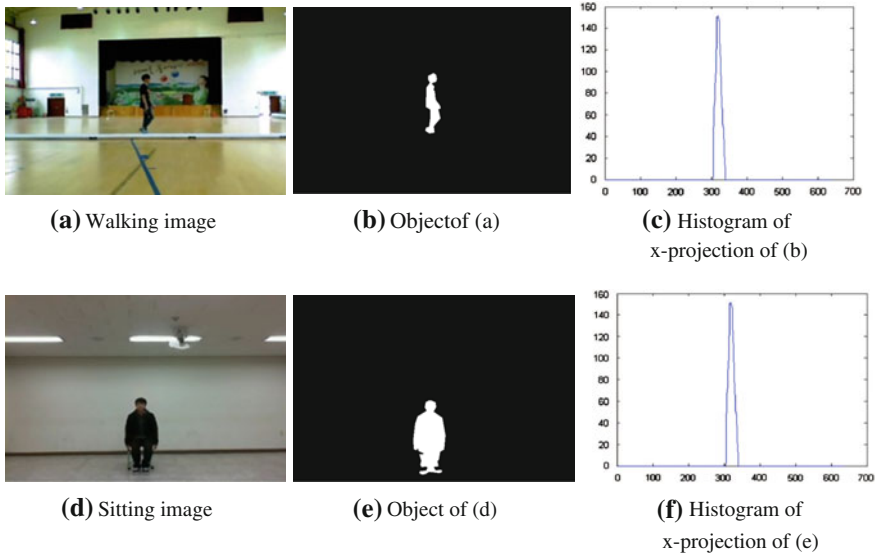 160
140
120
100
80
60
40
20
0
0 100 200 300 400 500 600 700
(a) Walking image
(b) Objectof (a)
(c) Histogram of
x-projection of (b)
160
140
120
100
80
60
40
20
0
0 100 200 300 400 500 600 700
(d) Sitting image
(e) Object of (d)
(f) Histogram of
x-projection of (e)